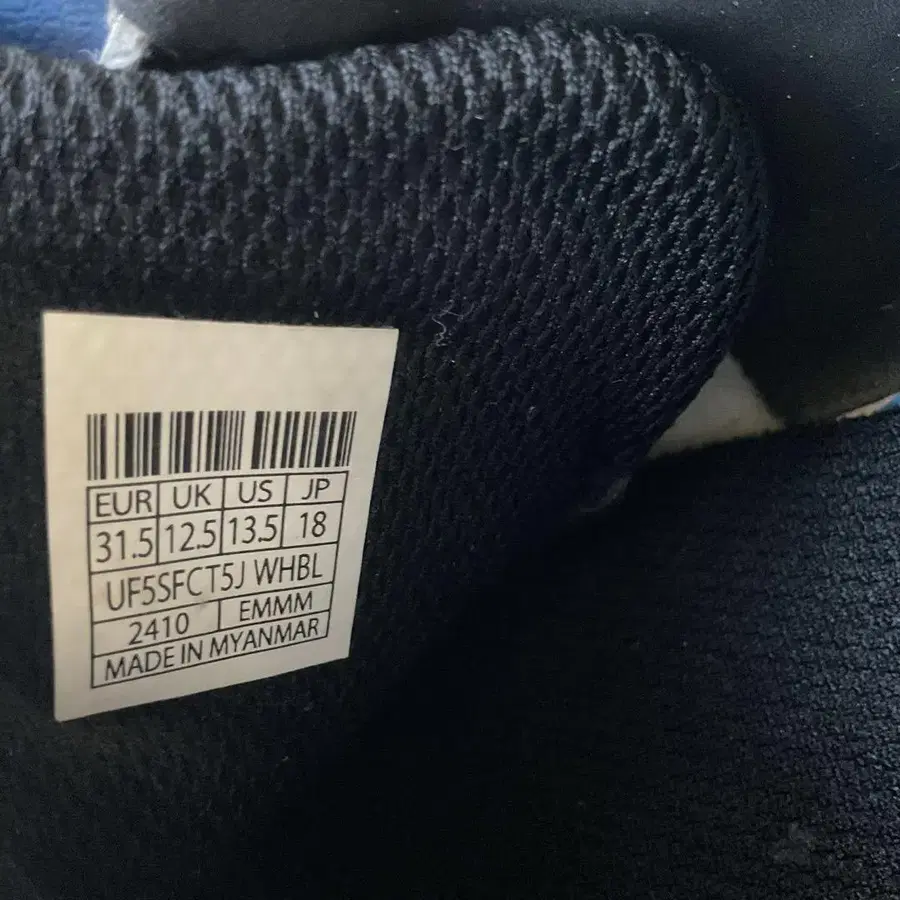 EUR UK US JP
31.5 12.5 13.5 18
UF5SFCT5J WHBL
2410 EMMM
MADE IN MYANMAR